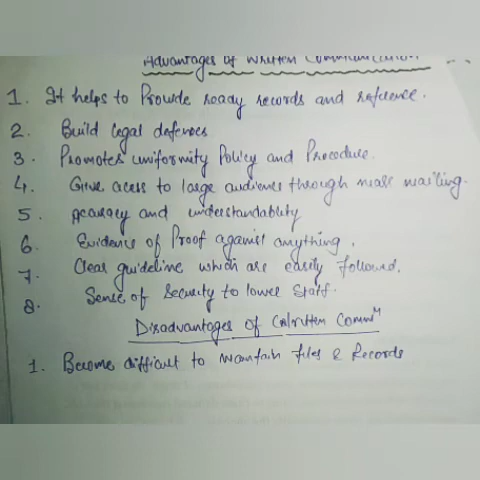 Advantages of Written Communication
1. It helps to Provide ready records and reference.
2. Build legal defences
3. Promotes uniformity Policy and Procedure.
4. Give acess to large audience through mass mailing.
5. Accuracy and understandability
6. Evidence of Proof against anything.
7. Clear guideline which are easily followed.
8. Sense of Security to lower Staff.
Disadvantages of Written Commⁿ
1. Become difficult to maintain files & Records